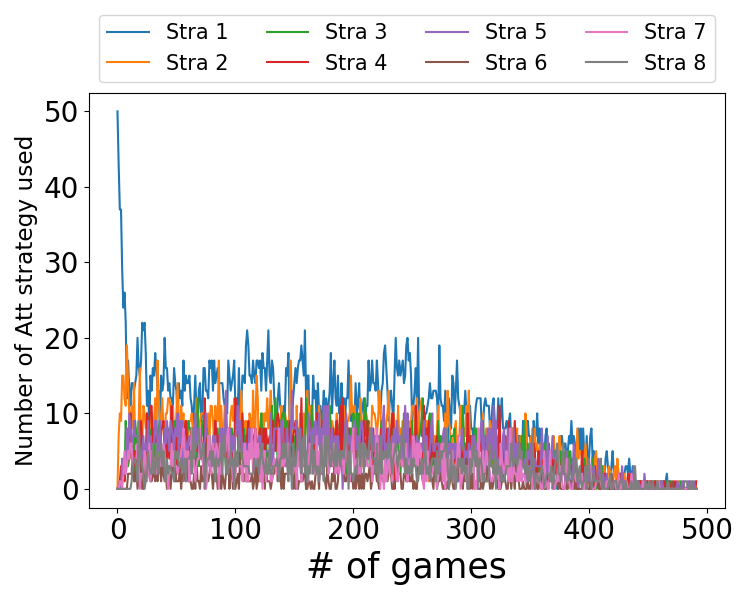 Stra 1 Stra 3 Stra 5 Stra 7
Stra 2 Stra 4 Stra 6 Stra 8
Number of Att strategy used
50
40
30
20
10
0
0 100 200 300 400 500
# of games